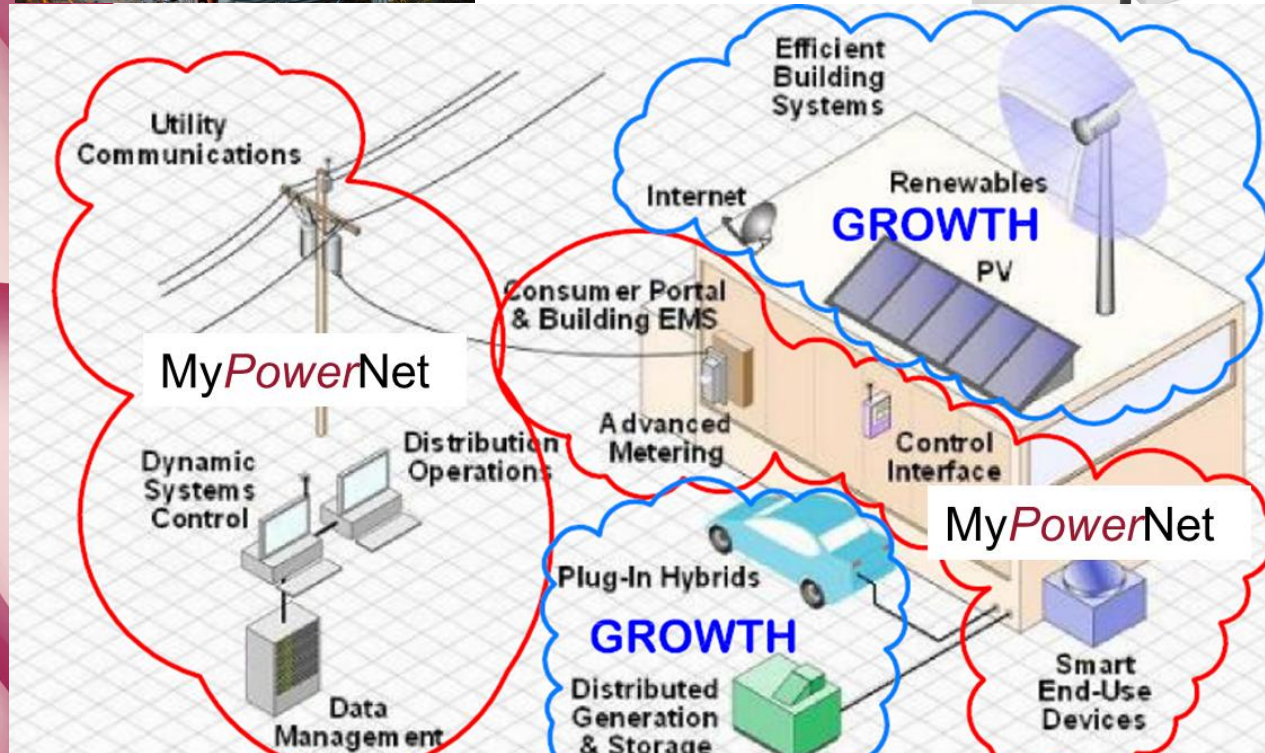 Efficient
Building
Systems
Utility
Communications
Renewables
Internet
GROWTH
PV
Consumer Portal
& Building EMS
MyPowerNet
Advanced
Metering
Control
Interface
Distribution
Operations
Dynamic
Systems
Control
MyPowerNet
Plug-In Hybrids
GROWTH
Distributed
Generation
& Storage
Smart
End-Use
Devices
Data
Management